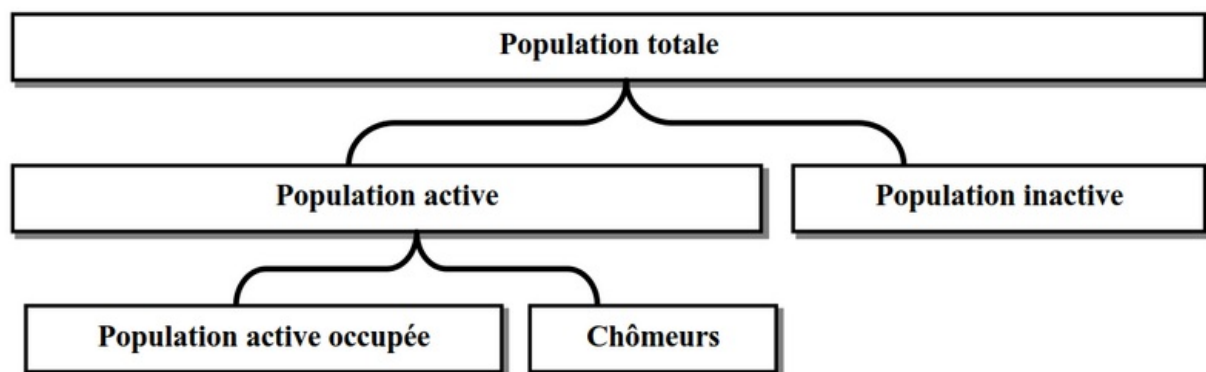 Population totale
Population active
Population inactive
Population active occupée
Chômeurs